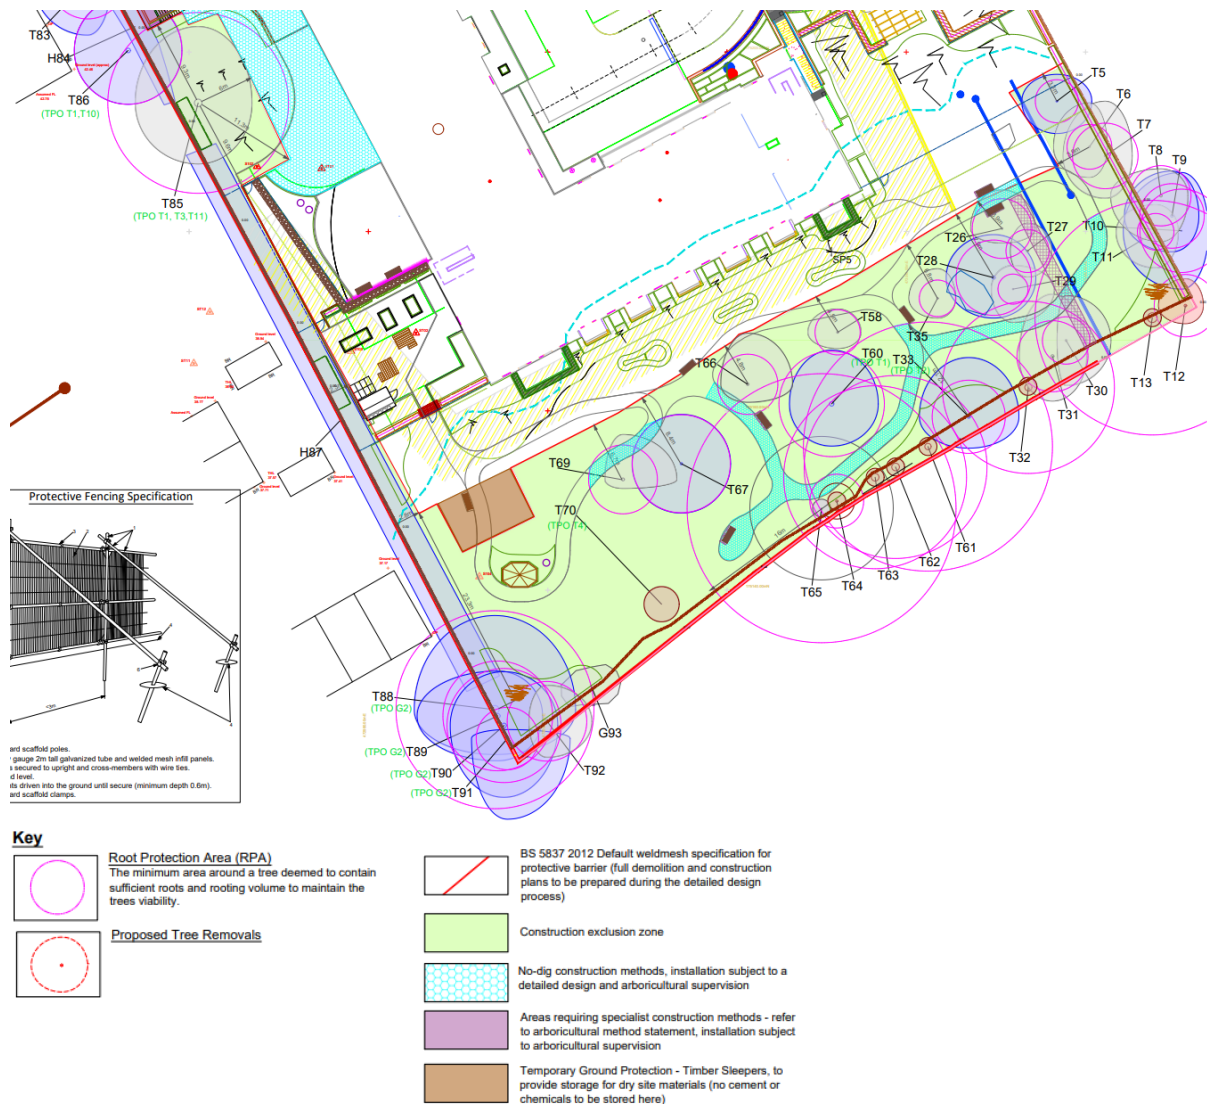 T83
H84
T86
(TPO T1,T10)
T85
(TPO T1, T3,T11)
T5
T6
T7
T8
T9
T10
T11
T26
T27
T28
T29
SP5
T58
T35
T60
(TPO T1)
T33
T66
T30
T31
T13
T12
T32
H87
T69
T67
T70
(TPO T4)
T61
T62
T63
T64
T65
16m
T88
(TPO G2)
G93
(TPO G2)
T89
(TPO G2)
T90
(TPO G2)
T91
T92
Protective Fencing Specification
ard scaffold poles.
gauge 2m tall galvanized tube and welded mesh infill panels.
s secured to upright and cross-members with wire ties.
d level.
nts driven into the ground until secure (minimum depth 0.6m).
ard scaffold clamps.
Key
Root Protection Area (RPA)
The minimum area around a tree deemed to contain
sufficient roots and rooting volume to maintain the
trees viability.
Proposed Tree Removals
BS 5837 2012 Default weldmesh specification for
protective barrier (full demolition and construction
plans to be prepared during the detailed design
process)
Construction exclusion zone
No-dig construction methods, installation subject to a
detailed design and arboricultural supervision
Areas requiring specialist construction methods - refer
to arboricultural method statement, installation subject
to arboricultural supervision
Temporary Ground Protection - Timber Sleepers, to
provide storage for dry site materials (no cement or
chemicals to be stored here)